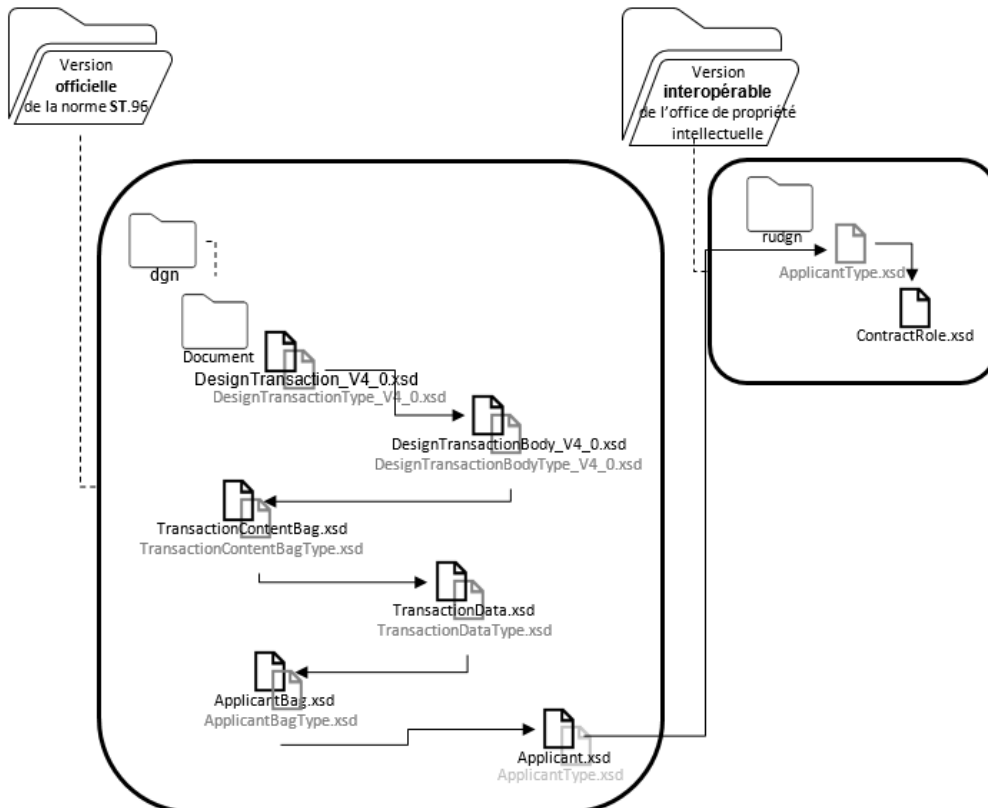 Version
officielle
de la norme ST.96
Version
interopérable
de l'office de propriété
intellectuelle
dgn
rudgn
ApplicantType.xsd
ContractRole.xsd
Document
DesignTransaction_V4_0.xsd
DesignTransactionType_V4_0.xsd
DesignTransactionBody_V4_0.xsd
DesignTransactionBodyType_V4_0.xsd
TransactionContentBag.xsd
TransactionContentBagType.xsd
TransactionData.xsd
TransactionDataType.xsd
ApplicantBag.xsd
ApplicantBagType.xsd
Applicant.xsd
ApplicantType.xsd